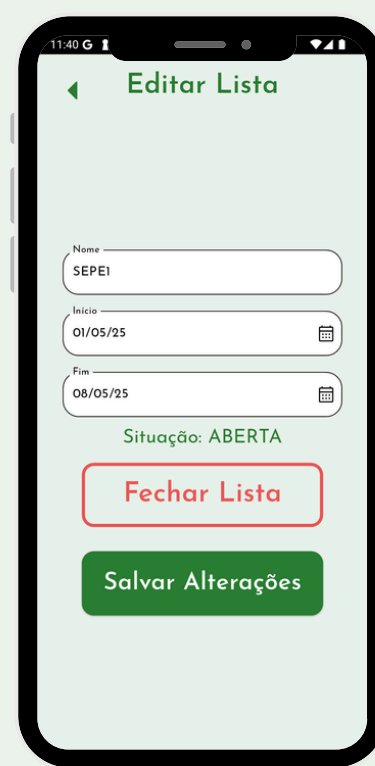 11:40 G
Editar Lista
Nome
SEPE1
Início
01/05/25
Fim
08/05/25
Situação: ABERTA
Fechar Lista
Salvar Alterações